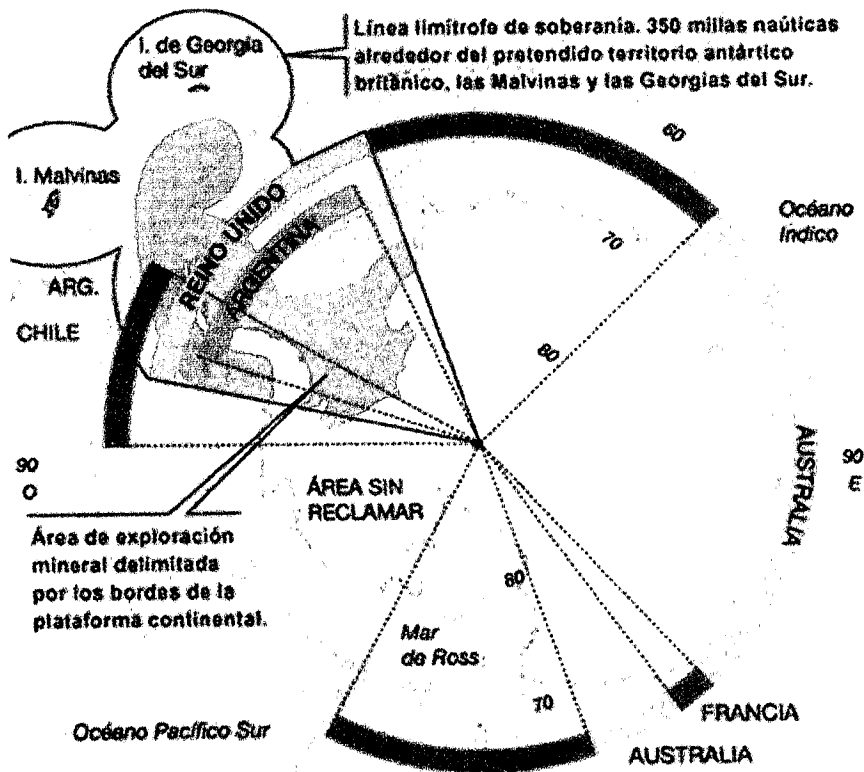 I. de Georgia
del Sur
Línea limítrofe de soberanía. 350 millas naúticas
alrededor del pretendido territorio antártico
británico, las Malvinas y las Georgias del Sur.
I. Malvinas
REINO UNIDO
ARGENTINA
60
70
80
Océano
Indico
ARG.
CHILE
90
O
ÁREA SIN
RECLAMAR
AUSTRALIA
90
E
Área de exploración
mineral delimitada
por los bordes de la
plataforma continental.
80
Mar
de Ross
70
Océano Pacífico Sur
FRANCIA
AUSTRALIA